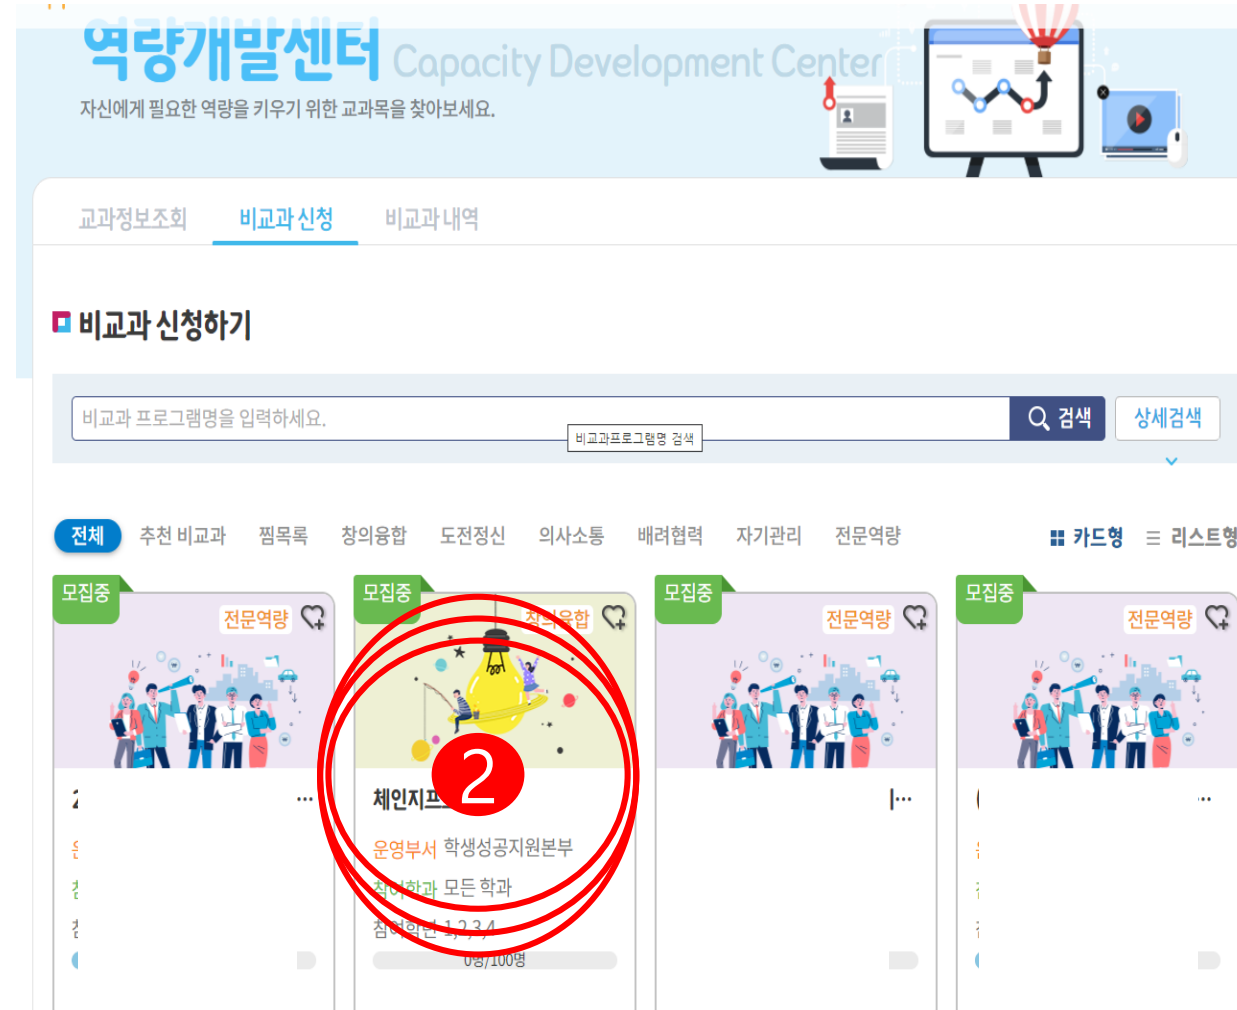 역량개발센터 Capacity Development Center
자신에게 필요한 역량을 키우기 위한 교과목을 찾아보세요.
교과정보조회 비교과 신청 비교과 내역
비교과 신청하기
비교과 프로그램명을 입력하세요. 검색 상세검색
비교과프로그램명 검색
전체 추천 비교과 찜목록 창의융합 도전정신 의사소통 배려협력 자기관리 전문역량 카드형 리스트형
모집중 모집중 모집중 모집중
전문역량 창의융합 전문역량 전문역량
2
체인지프
운영부서 학생성공지원본부
참여학과 모든 학과
참여학년 1,2,3,4
0명/100명